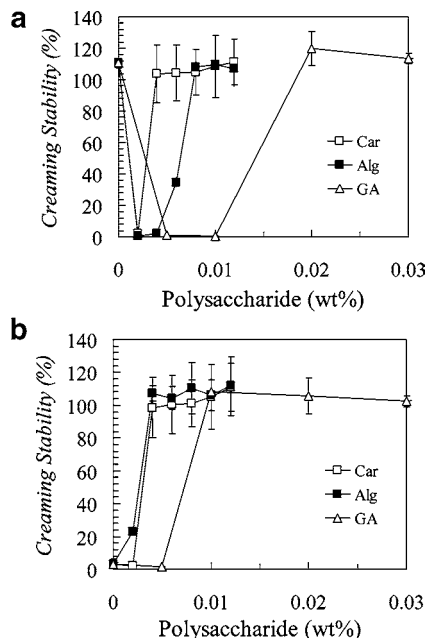 a
Creaming Stability (%)
140
120
100
80
60
40
20
0
Car
Alg
GA
0 0.01 0.02 0.03
Polysaccharide (wt%)
b
Creaming Stability (%)
140
120
100
80
60
40
20
0
Car
Alg
GA
0 0.01 0.02 0.03
Polysaccharide (wt%)